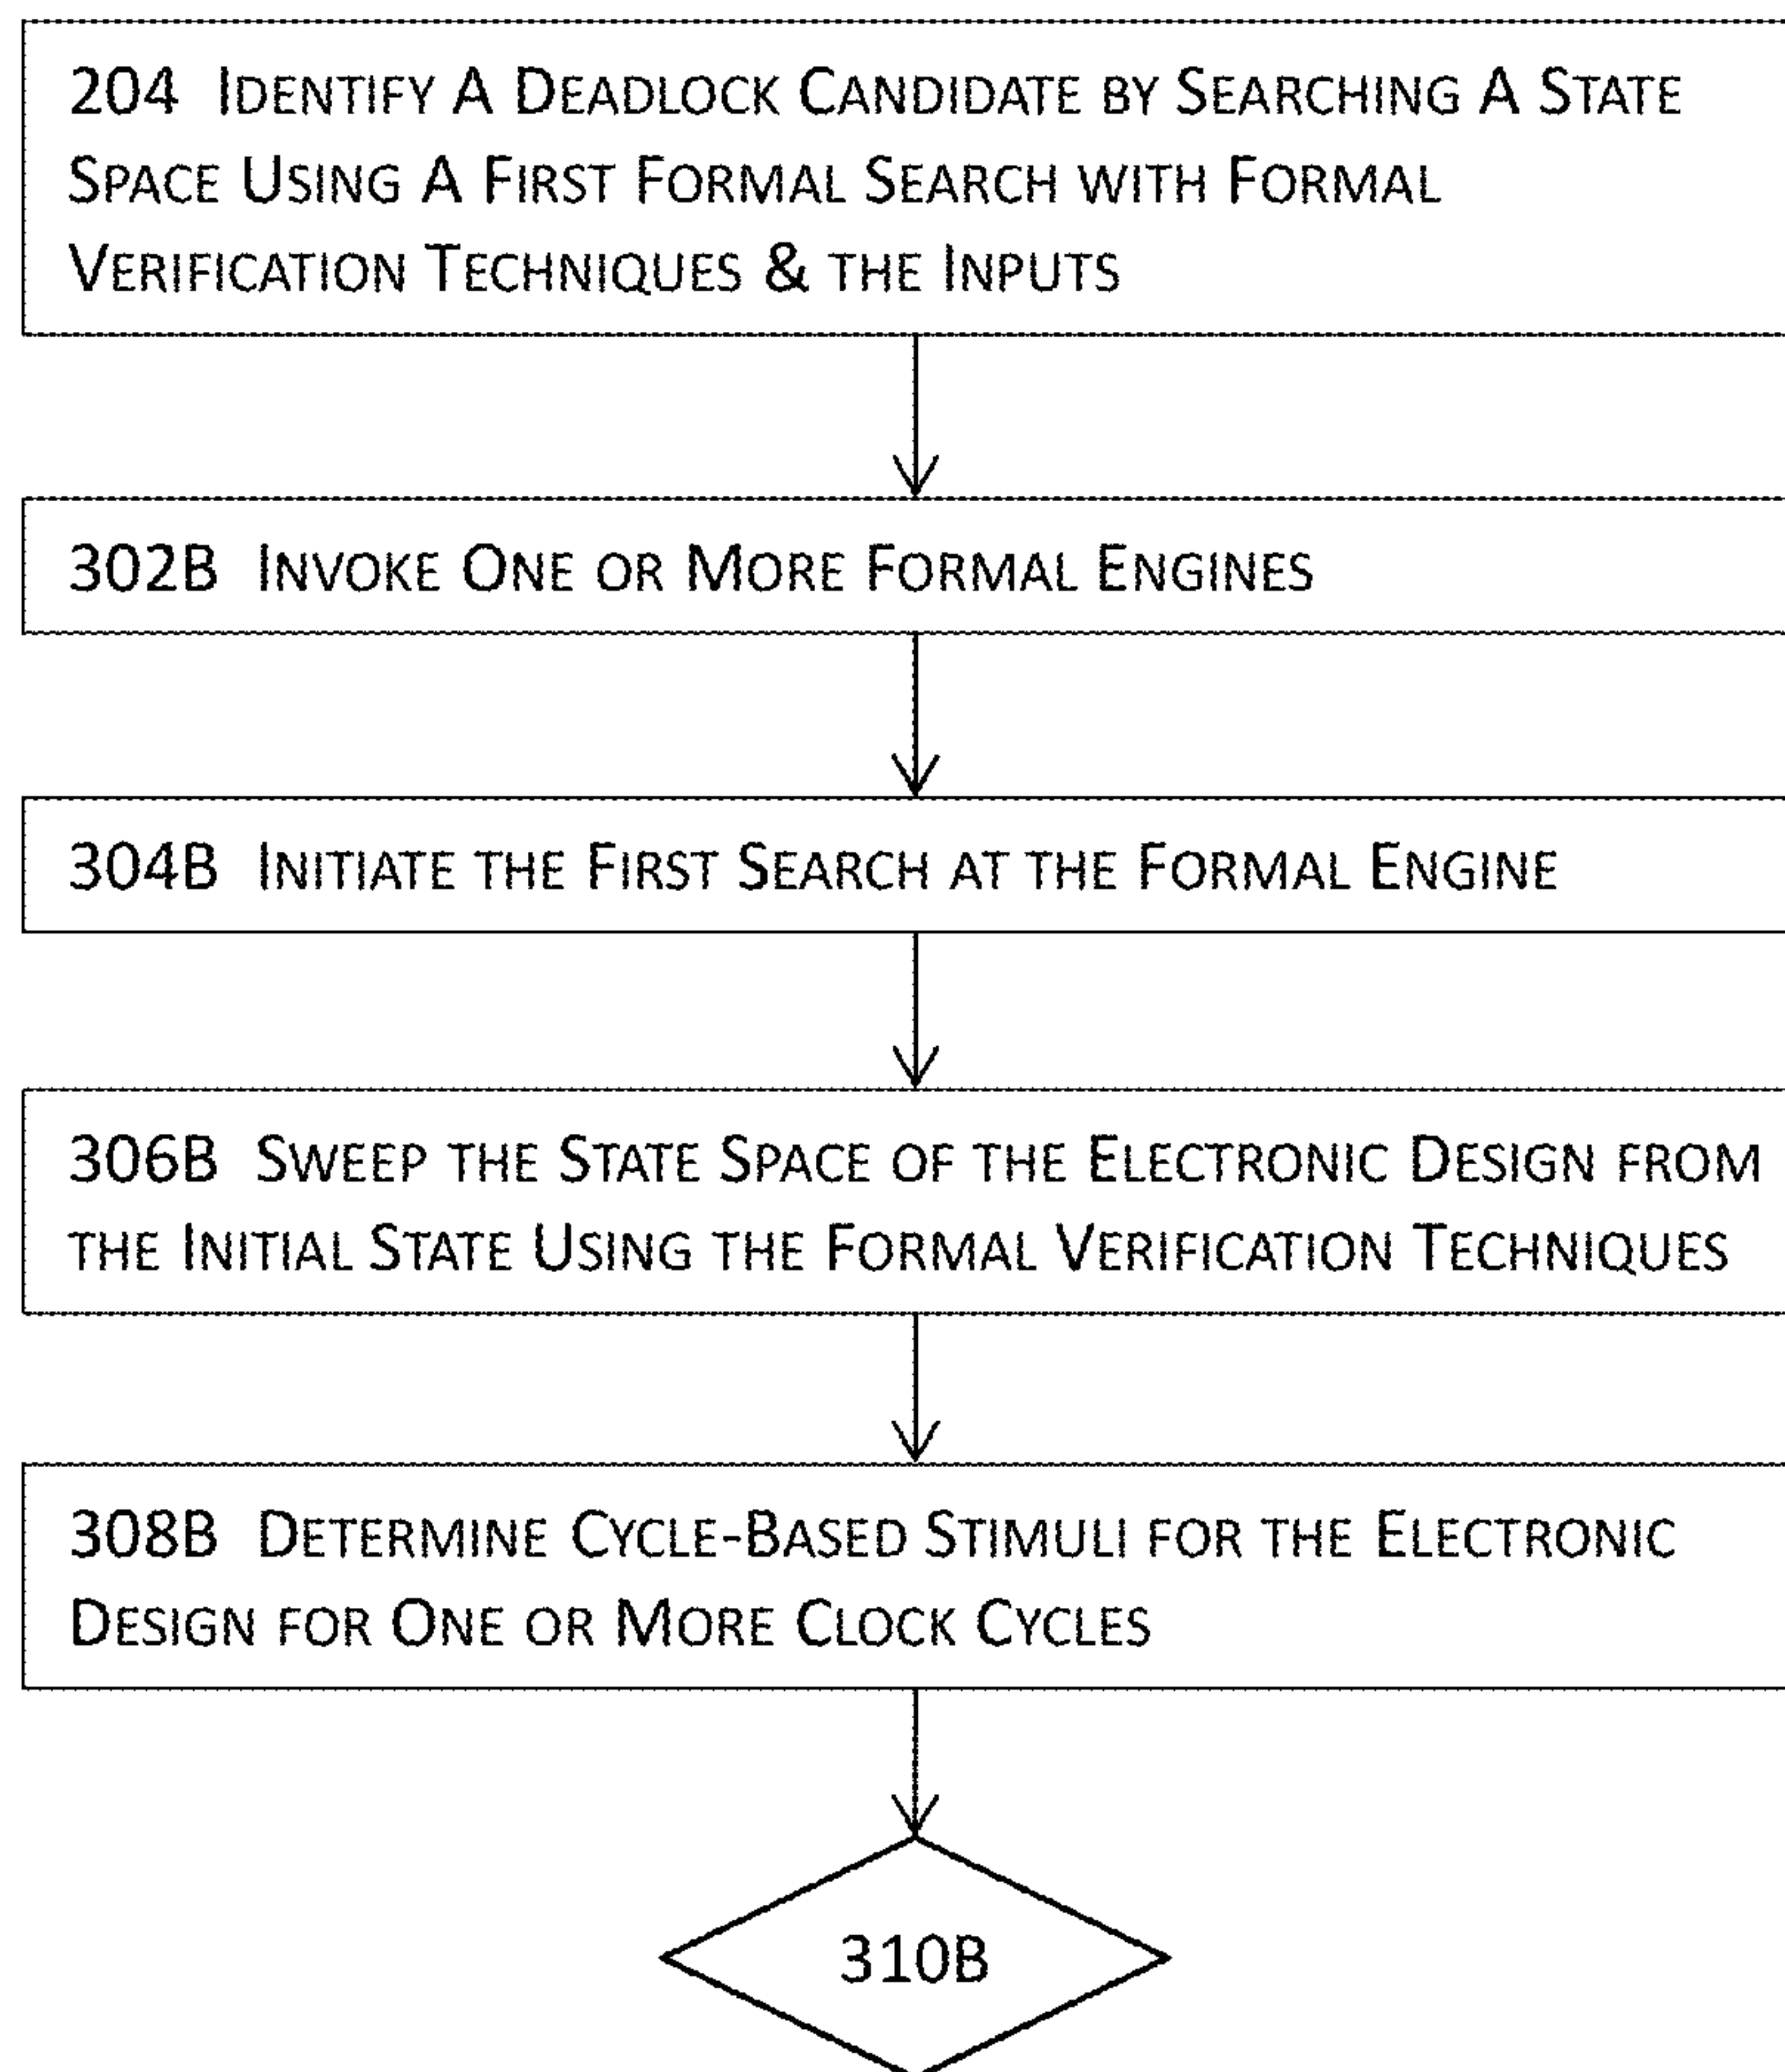 204 Identify A Deadlock Candidate by Searching A State
Space Using A First Formal Search with Formal
Verification Techniques & the Inputs
302B Invoke One or More Formal Engines
304B Initiate the First Search at the Formal Engine
306B Sweep the State Space of the Electronic Design from
the Initial State Using the Formal Verification Techniques
308B Determine Cycle-Based Stimuli for the Electronic
Design for One or More Clock Cycles
310B